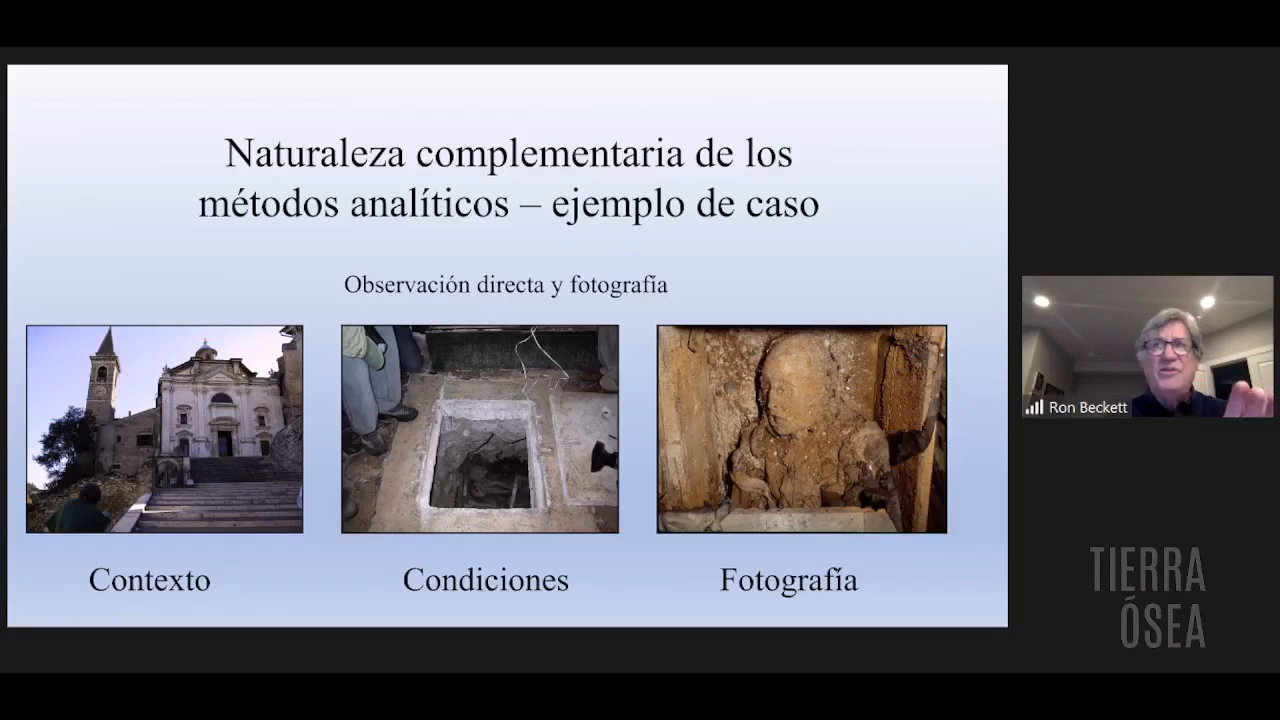 Naturaleza complementaria de los
métodos analíticos – ejemplo de caso
Observación directa y fotografía
Contexto
Condiciones
Fotografía
Ron Beckett
TIERRA
ÓSEA